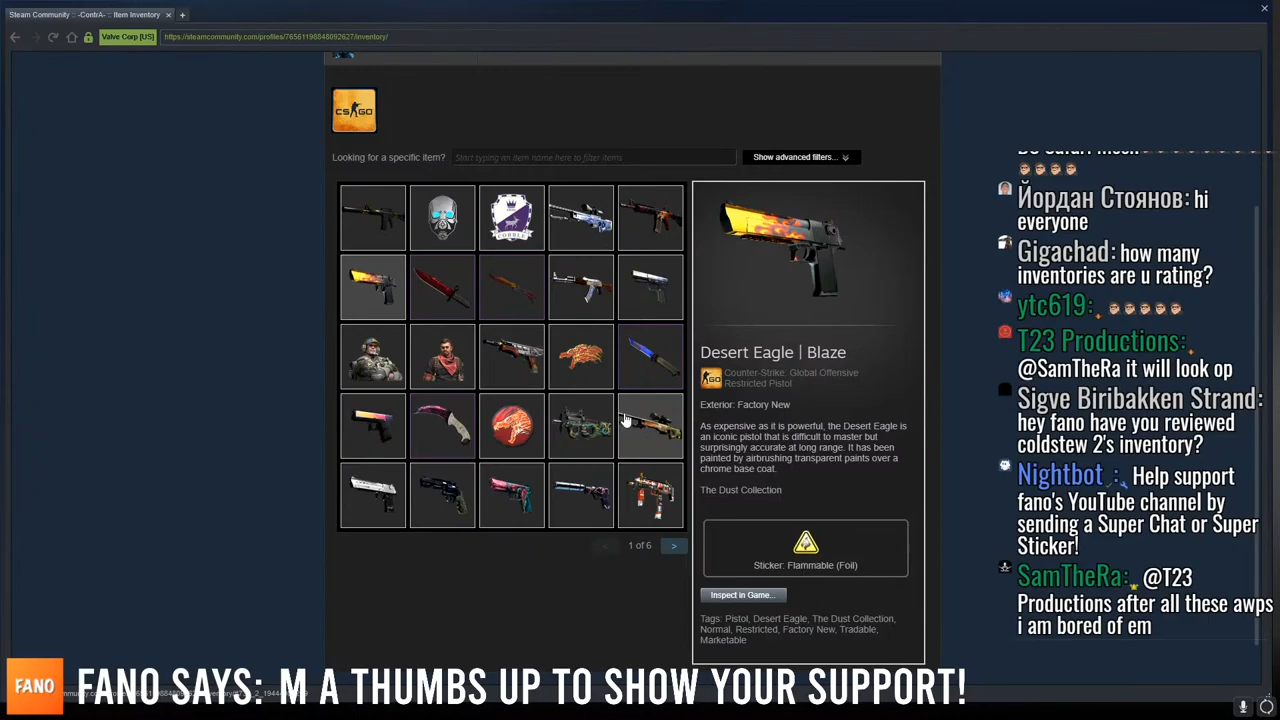 Steam Community :: -ContrA- :: Item Inventory
Valve Corp [US]
https://steamcommunity.com/profiles/76561198848092627/inventory/
CS GO
Looking for a specific item?
Start typing an item name here to filter items
Show advanced filters...
COBBLE
Desert Eagle | Blaze
Counter-Strike: Global Offensive
Restricted Pistol
Exterior: Factory New
As expensive as it is powerful, the Desert Eagle is
an iconic pistol that is difficult to master but
surprisingly accurate at long range. It has been
painted by airbrushing transparent paints over a
chrome base coat.
The Dust Collection
Sticker: Flammable (Foil)
Inspect in Game...
Tags: Pistol, Desert Eagle, The Dust Collection,
Normal, Restricted, Factory New, Tradable,
Marketable
<
1 of 6
>
Йордан Стоянов: hi
everyone
Gigachad: how many
inventories are u rating?
ytc619:
T23 Productions:
@SamTheRa it will look op
Sigve Biribakken Strand:
hey fano have you reviewed
coldstew 2's inventory?
Nightbot : Help support
fano's YouTube channel by
sending a Super Chat or Super
Sticker!
SamTheRa: @T23
Productions after all these awps
i am bored of em
FANO
FANO SAYS: M A THUMBS UP TO SHOW YOUR SUPPORT!